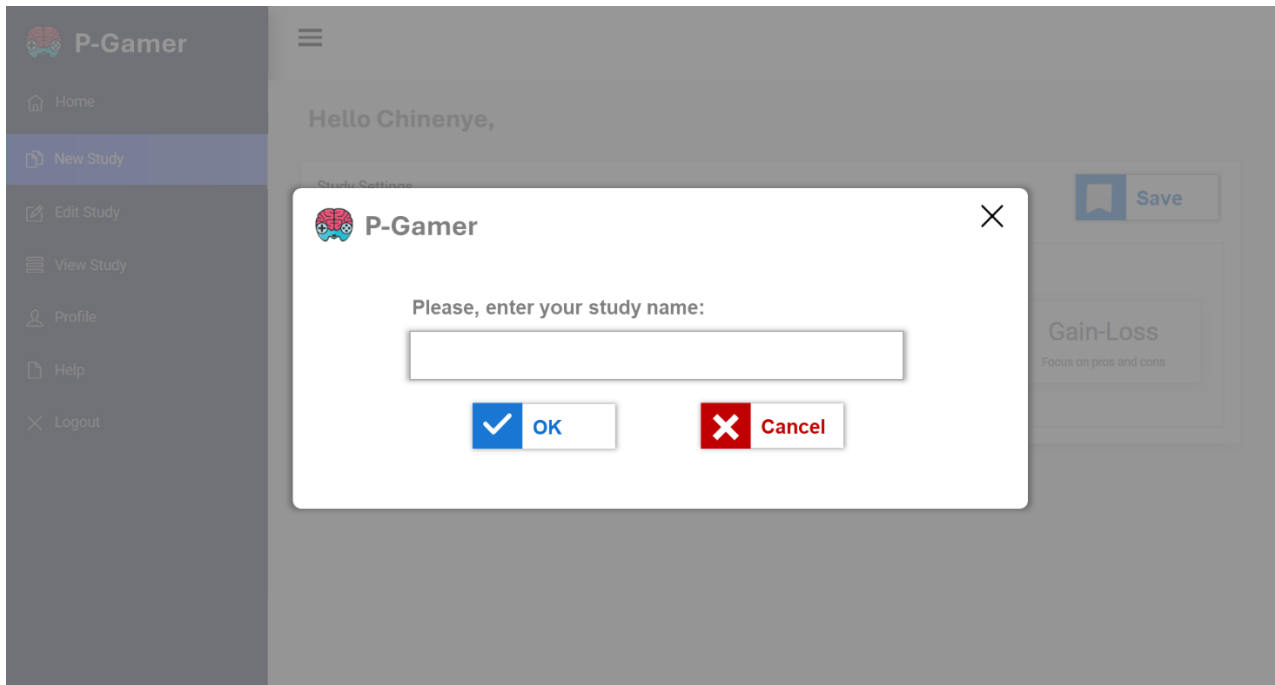 P-Gamer
Home
New Study
Edit Study
View Study
Profile
Help
Logout
Hello Chinenye,
Study Settings
Save
Gain-Loss
Focus on pros and cons
P-Gamer
Please, enter your study name:
OK
Cancel